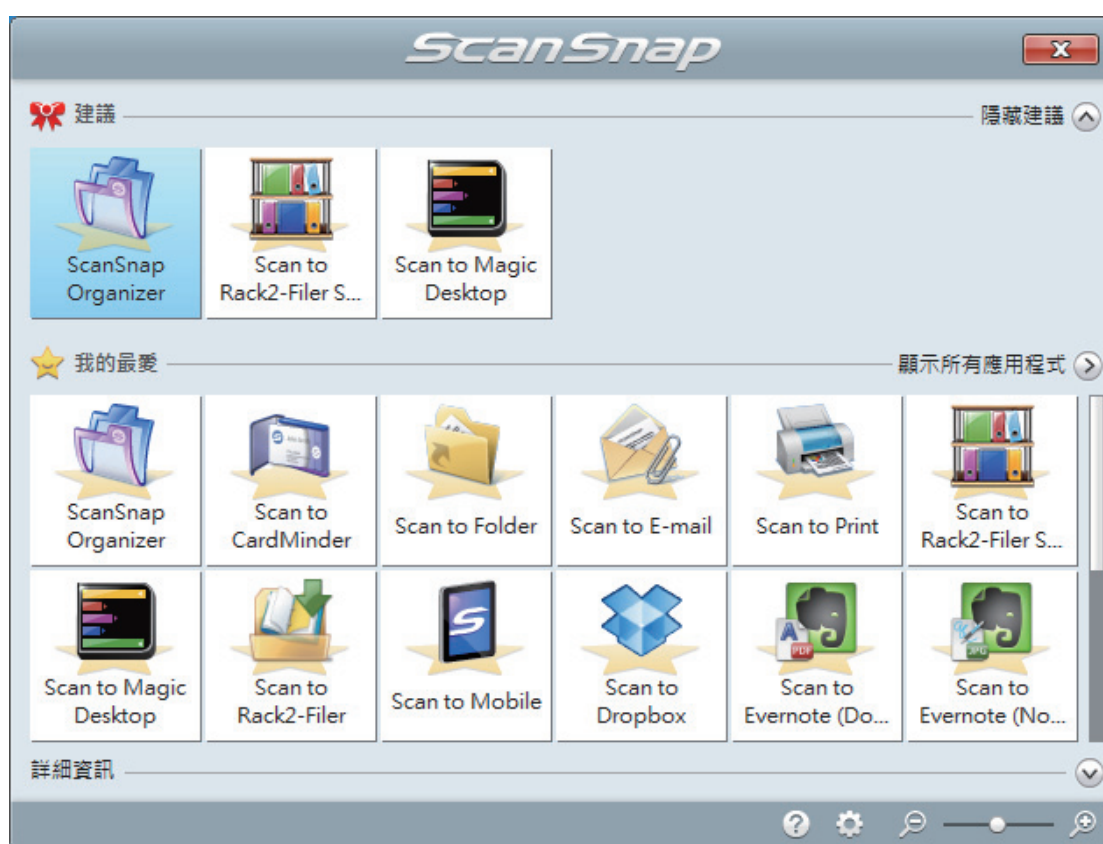 ScanSnap
建議
隱藏建議
ScanSnap
Organizer
Scan to
Rack2-Filer S...
Scan to Magic
Desktop
我的最愛
顯示所有應用程式
ScanSnap
Organizer
Scan to
CardMinder
Scan to Folder
Scan to E-mail
Scan to Print
Scan to
Rack2-Filer S...
Scan to Magic
Desktop
Scan to
Rack2-Filer
Scan to Mobile
Scan to
Dropbox
A
PDF
Scan to
Evernote (Do...
JPG
Scan to
Evernote (No...
詳細資訊